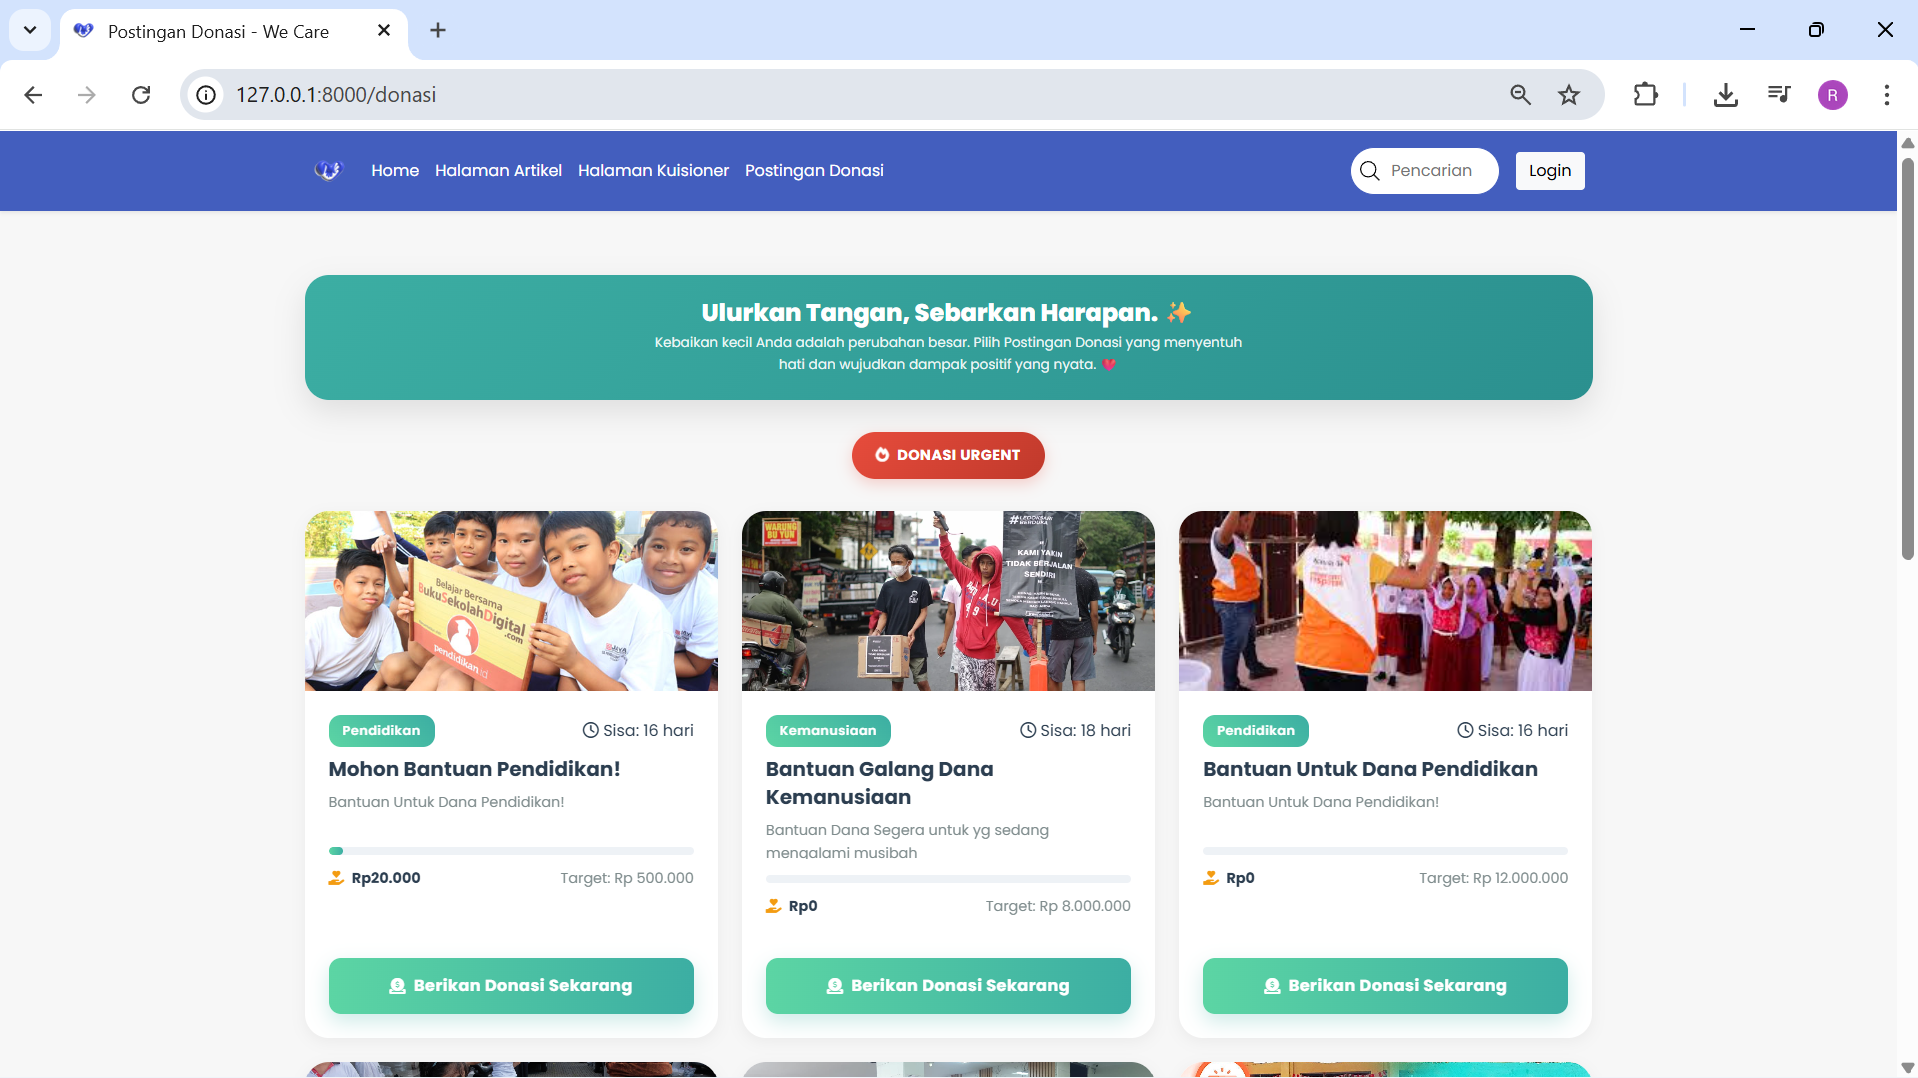 Postingan Donasi - We Care
127.0.0.1:8000/donasi
R
Home Halaman Artikel Halaman Kuisioner Postingan Donasi
Pencarian
Login
Ulurkan Tangan, Sebarkan Harapan. ✨
Kebaikan kecil Anda adalah perubahan besar. Pilih Postingan Donasi yang menyentuh
hati dan wujudkan dampak positif yang nyata. 💗
DONASI URGENT
Belajar Bersama
BukuSekolahDigital
.com
pendidikan.id
Pendidikan
Sisa: 16 hari
Mohon Bantuan Pendidikan!
Bantuan Untuk Dana Pendidikan!
Rp20.000
Target: Rp 500.000
Berikan Donasi Sekarang
WARUNG
BU YUN
KAMI YAKIN
TIDAK BERJALAN
SENDIRI
Kemanusiaan
Sisa: 18 hari
Bantuan Galang Dana
Kemanusiaan
Bantuan Dana Segera untuk yg sedang
mengalami musibah
Rp0
Target: Rp 8.000.000
Berikan Donasi Sekarang
Pendidikan
Sisa: 16 hari
Bantuan Untuk Dana Pendidikan
Bantuan Untuk Dana Pendidikan!
Rp0
Target: Rp 12.000.000
Berikan Donasi Sekarang